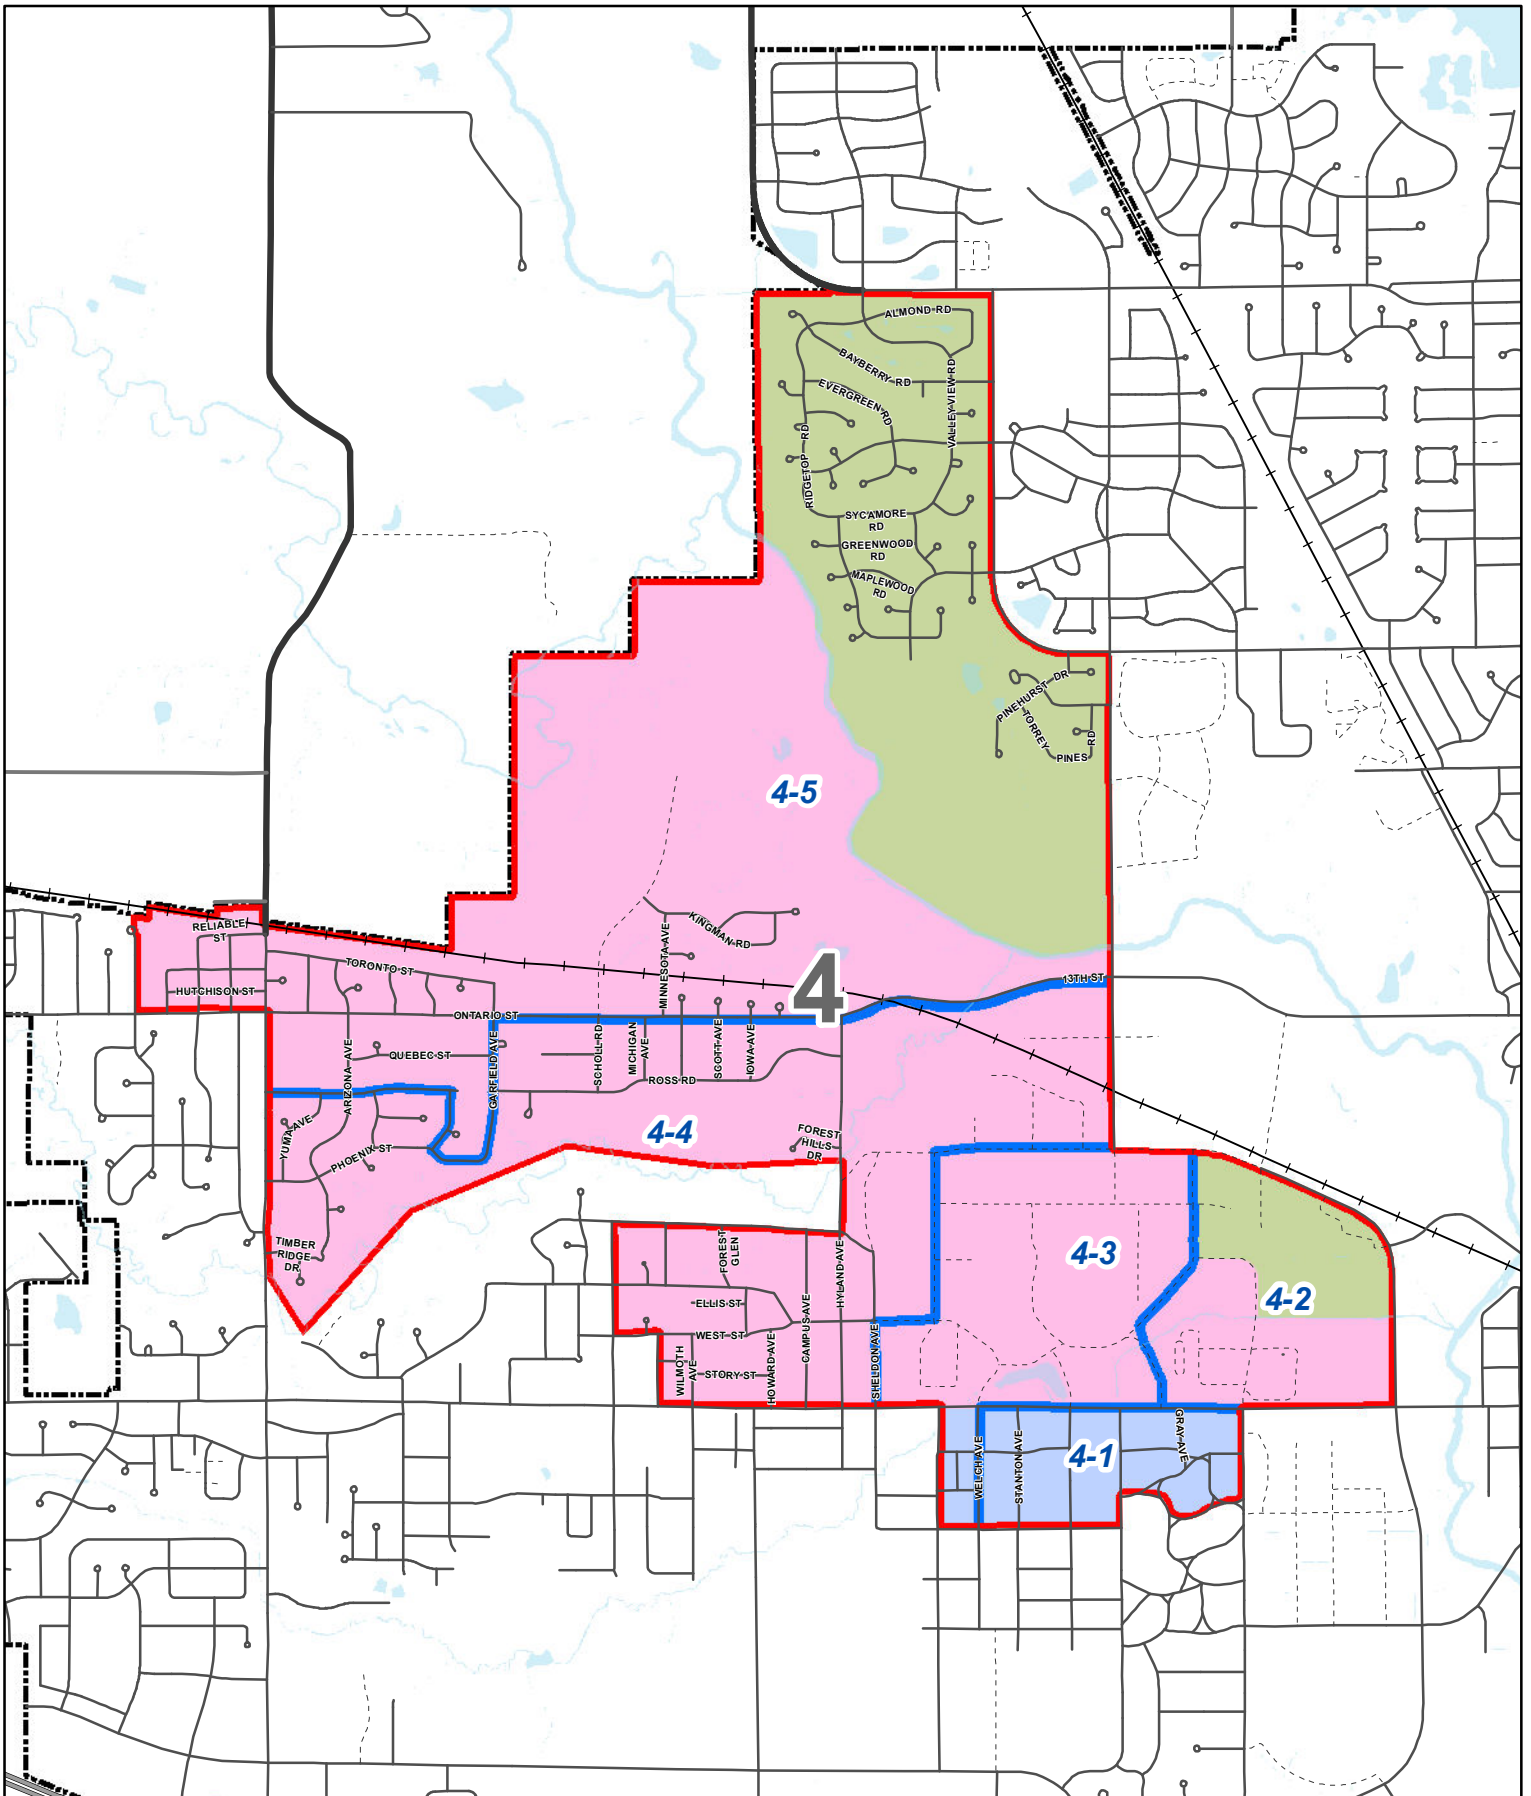 ALMOND RD
BAYBERRY RD
EVERGREEN RD
VALLEY VIEW RD
RIDGETOP RD
SYCAMORE
RD
GREENWOOD
RD
MAPLEWOOD
RD
PINEHURST DR
TORREY PINES RD
4-5
KINGMAN RD
MINNESOTA AVE
RELIABLE
ST
TORONTO ST
HUTCHISON ST
4
13TH ST
ONTARIO ST
QUEBEC ST
ARIZONA AVE
GARFIELD AVE
SCHOLL RD
MICHIGAN
AVE
SCOTT AVE
IOWA AVE
ROSS RD
YUMA AVE
PHOENIX ST
4-4
FOREST
HILLS
DR
TIMBER
RIDGE
DR
FOREST
GLEN
HYLAND AVE
4-3
4-2
ELLIS ST
CAMPUS AVE
WEST ST
WILMOTH
AVE
STORY ST
HOWARD AVE
SHELDON AVE
WELCH AVE
STANTON AVE
4-1
GRAY AVE